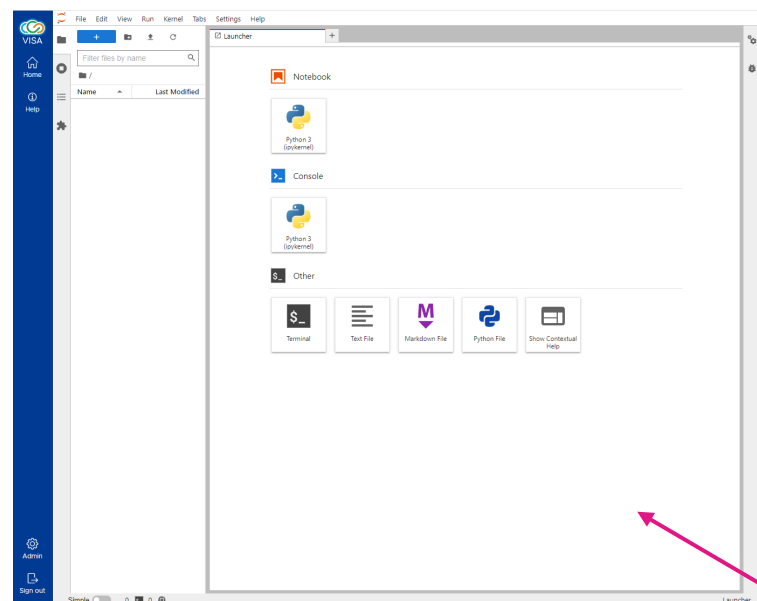 File Edit View Run Kernel Tabs Settings Help
VISA
Home
Help
Admin
Sign out
+
Filter files by name
/
Name Last Modified
Launcher +
Notebook
Python 3
(ipykernel)
>_ Console
Python 3
(ipykernel)
$_ Other
$_
Terminal
Text File
M
Markdown File
Python File
Show Contextual
Help
Simple 0 0
Launcher